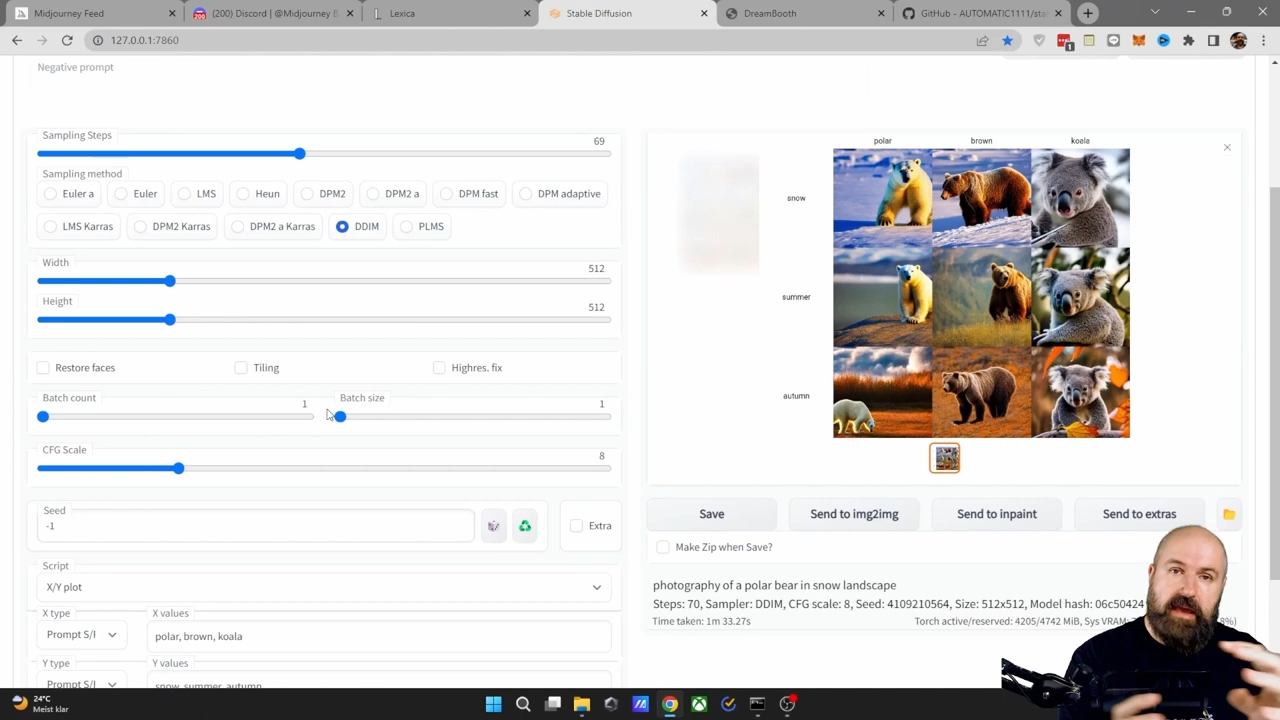 Midjourney Feed
(200) Discord | @Midjourney B
Lexica
Stable Diffusion
DreamBooth
GitHub - AUTOMATIC1111/sta
127.0.0.1:7860
Negative prompt
Sampling Steps
69
Sampling method
Euler a
Euler
LMS
Heun
DPM2
DPM2 a
DPM fast
DPM adaptive
LMS Karras
DPM2 Karras
DPM2 a Karras
DDIM
PLMS
Width
512
Height
512
Restore faces
Tiling
Highres. fix
Batch count
1
Batch size
1
CFG Scale
8
Seed
-1
Extra
Script
X/Y plot
X type
X values
Prompt S/I
polar, brown, koala
Y type
Y values
Prompt S/I
snow, summer, autumn
polar
brown
koala
snow
summer
autumn
Save
Send to img2img
Send to inpaint
Send to extras
Make Zip when Save?
photography of a polar bear in snow landscape
Steps: 70, Sampler: DDIM, CFG scale: 8, Seed: 4109210564, Size: 512x512, Model hash: 06c50424
Time taken: 1m 33.27s
Torch active/reserved: 4205/4742 MiB, Sys VRAM:
8%)
24°C
Meist klar